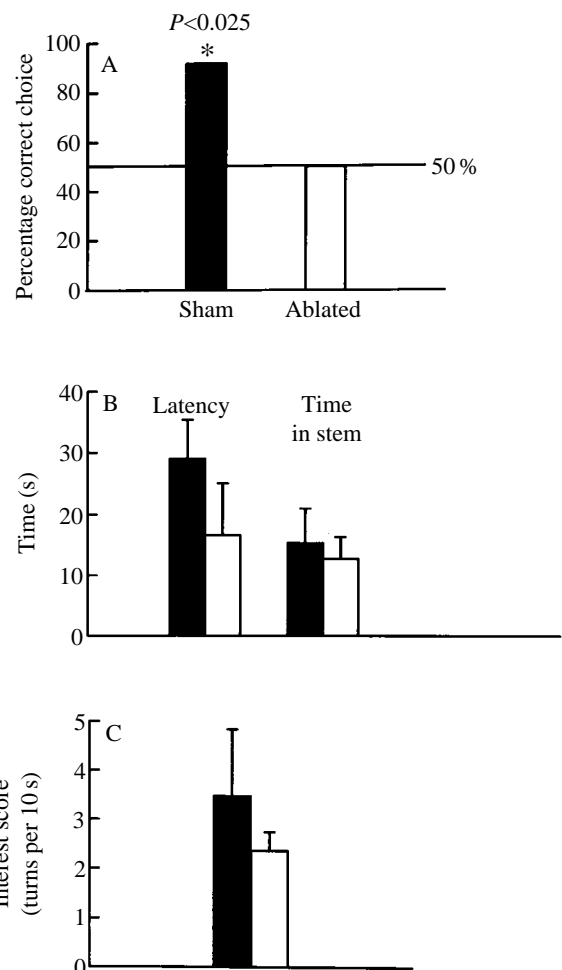 P<0.025
*
A
Percentage correct choice
100
80
60
40
20
0
50 %
Sham Ablated
B
Latency
Time
in stem
Time (s)
40
30
20
10
0
C
Interest score
(turns per 10 s)
5
4
3
2
1
0